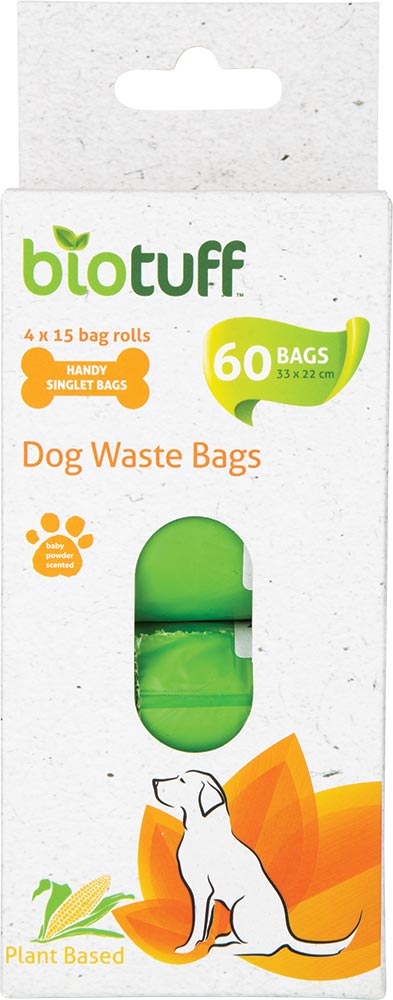 biotuff™
4 x 15 bag rolls
HANDY
SINGLET BAGS
60 BAGS
33 x 22 cm
Dog Waste Bags
baby
powder
scented
Plant Based